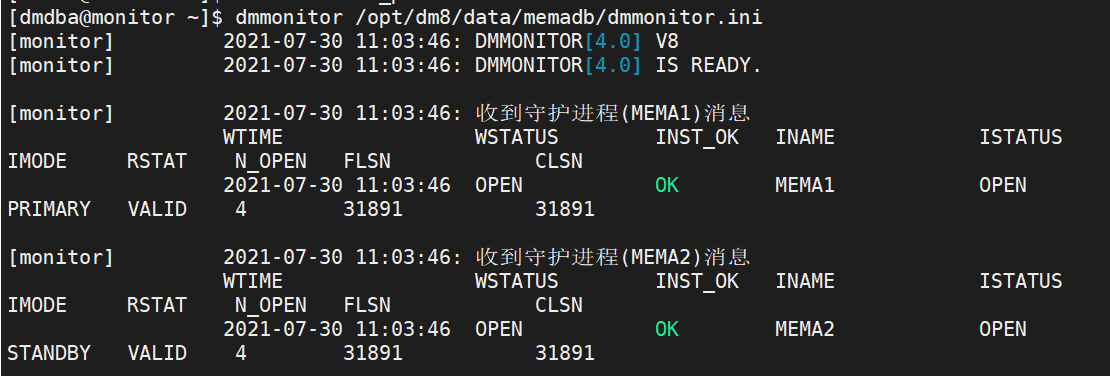 [dmdba@monitor ~]$ dmmonitor /opt/dm8/data/memadb/dmmonitor.ini
[monitor]         2021-07-30 11:03:46: DMMONITOR[4.0] V8
[monitor]         2021-07-30 11:03:46: DMMONITOR[4.0] IS READY.
[monitor]         2021-07-30 11:03:46: 收到守护进程(MEMA1)消息
WTIME                WSTATUS        INST_OK   INAME            ISTATUS
IMODE     RSTAT    N_OPEN   FLSN            CLSN
2021-07-30 11:03:46  OPEN           OK        MEMA1            OPEN
PRIMARY   VALID    4        31891           31891
[monitor]         2021-07-30 11:03:46: 收到守护进程(MEMA2)消息
WTIME                WSTATUS        INST_OK   INAME            ISTATUS
IMODE     RSTAT    N_OPEN   FLSN            CLSN
2021-07-30 11:03:46  OPEN           OK        MEMA2            OPEN
STANDBY   VALID    4        31891           31891